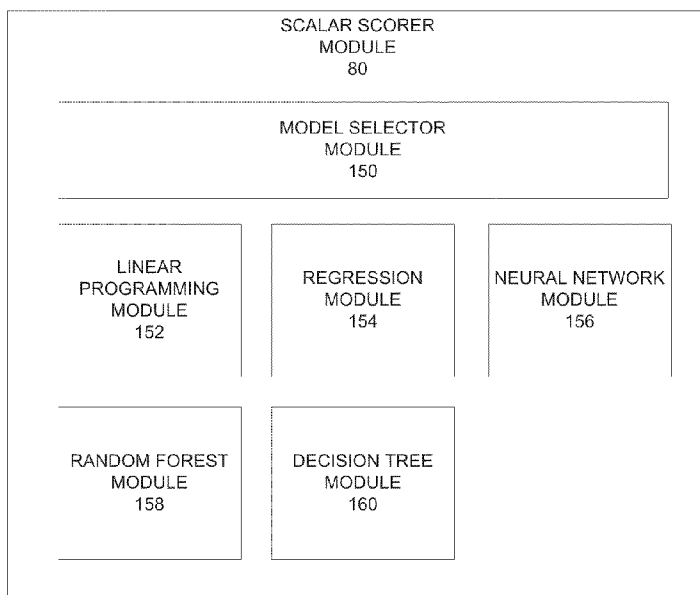 SCALAR SCORER
MODULE
80
MODEL SELECTOR
MODULE
150
LINEAR
PROGRAMMING
MODULE
152
REGRESSION
MODULE
154
NEURAL NETWORK
MODULE
156
RANDOM FOREST
MODULE
158
DECISION TREE
MODULE
160